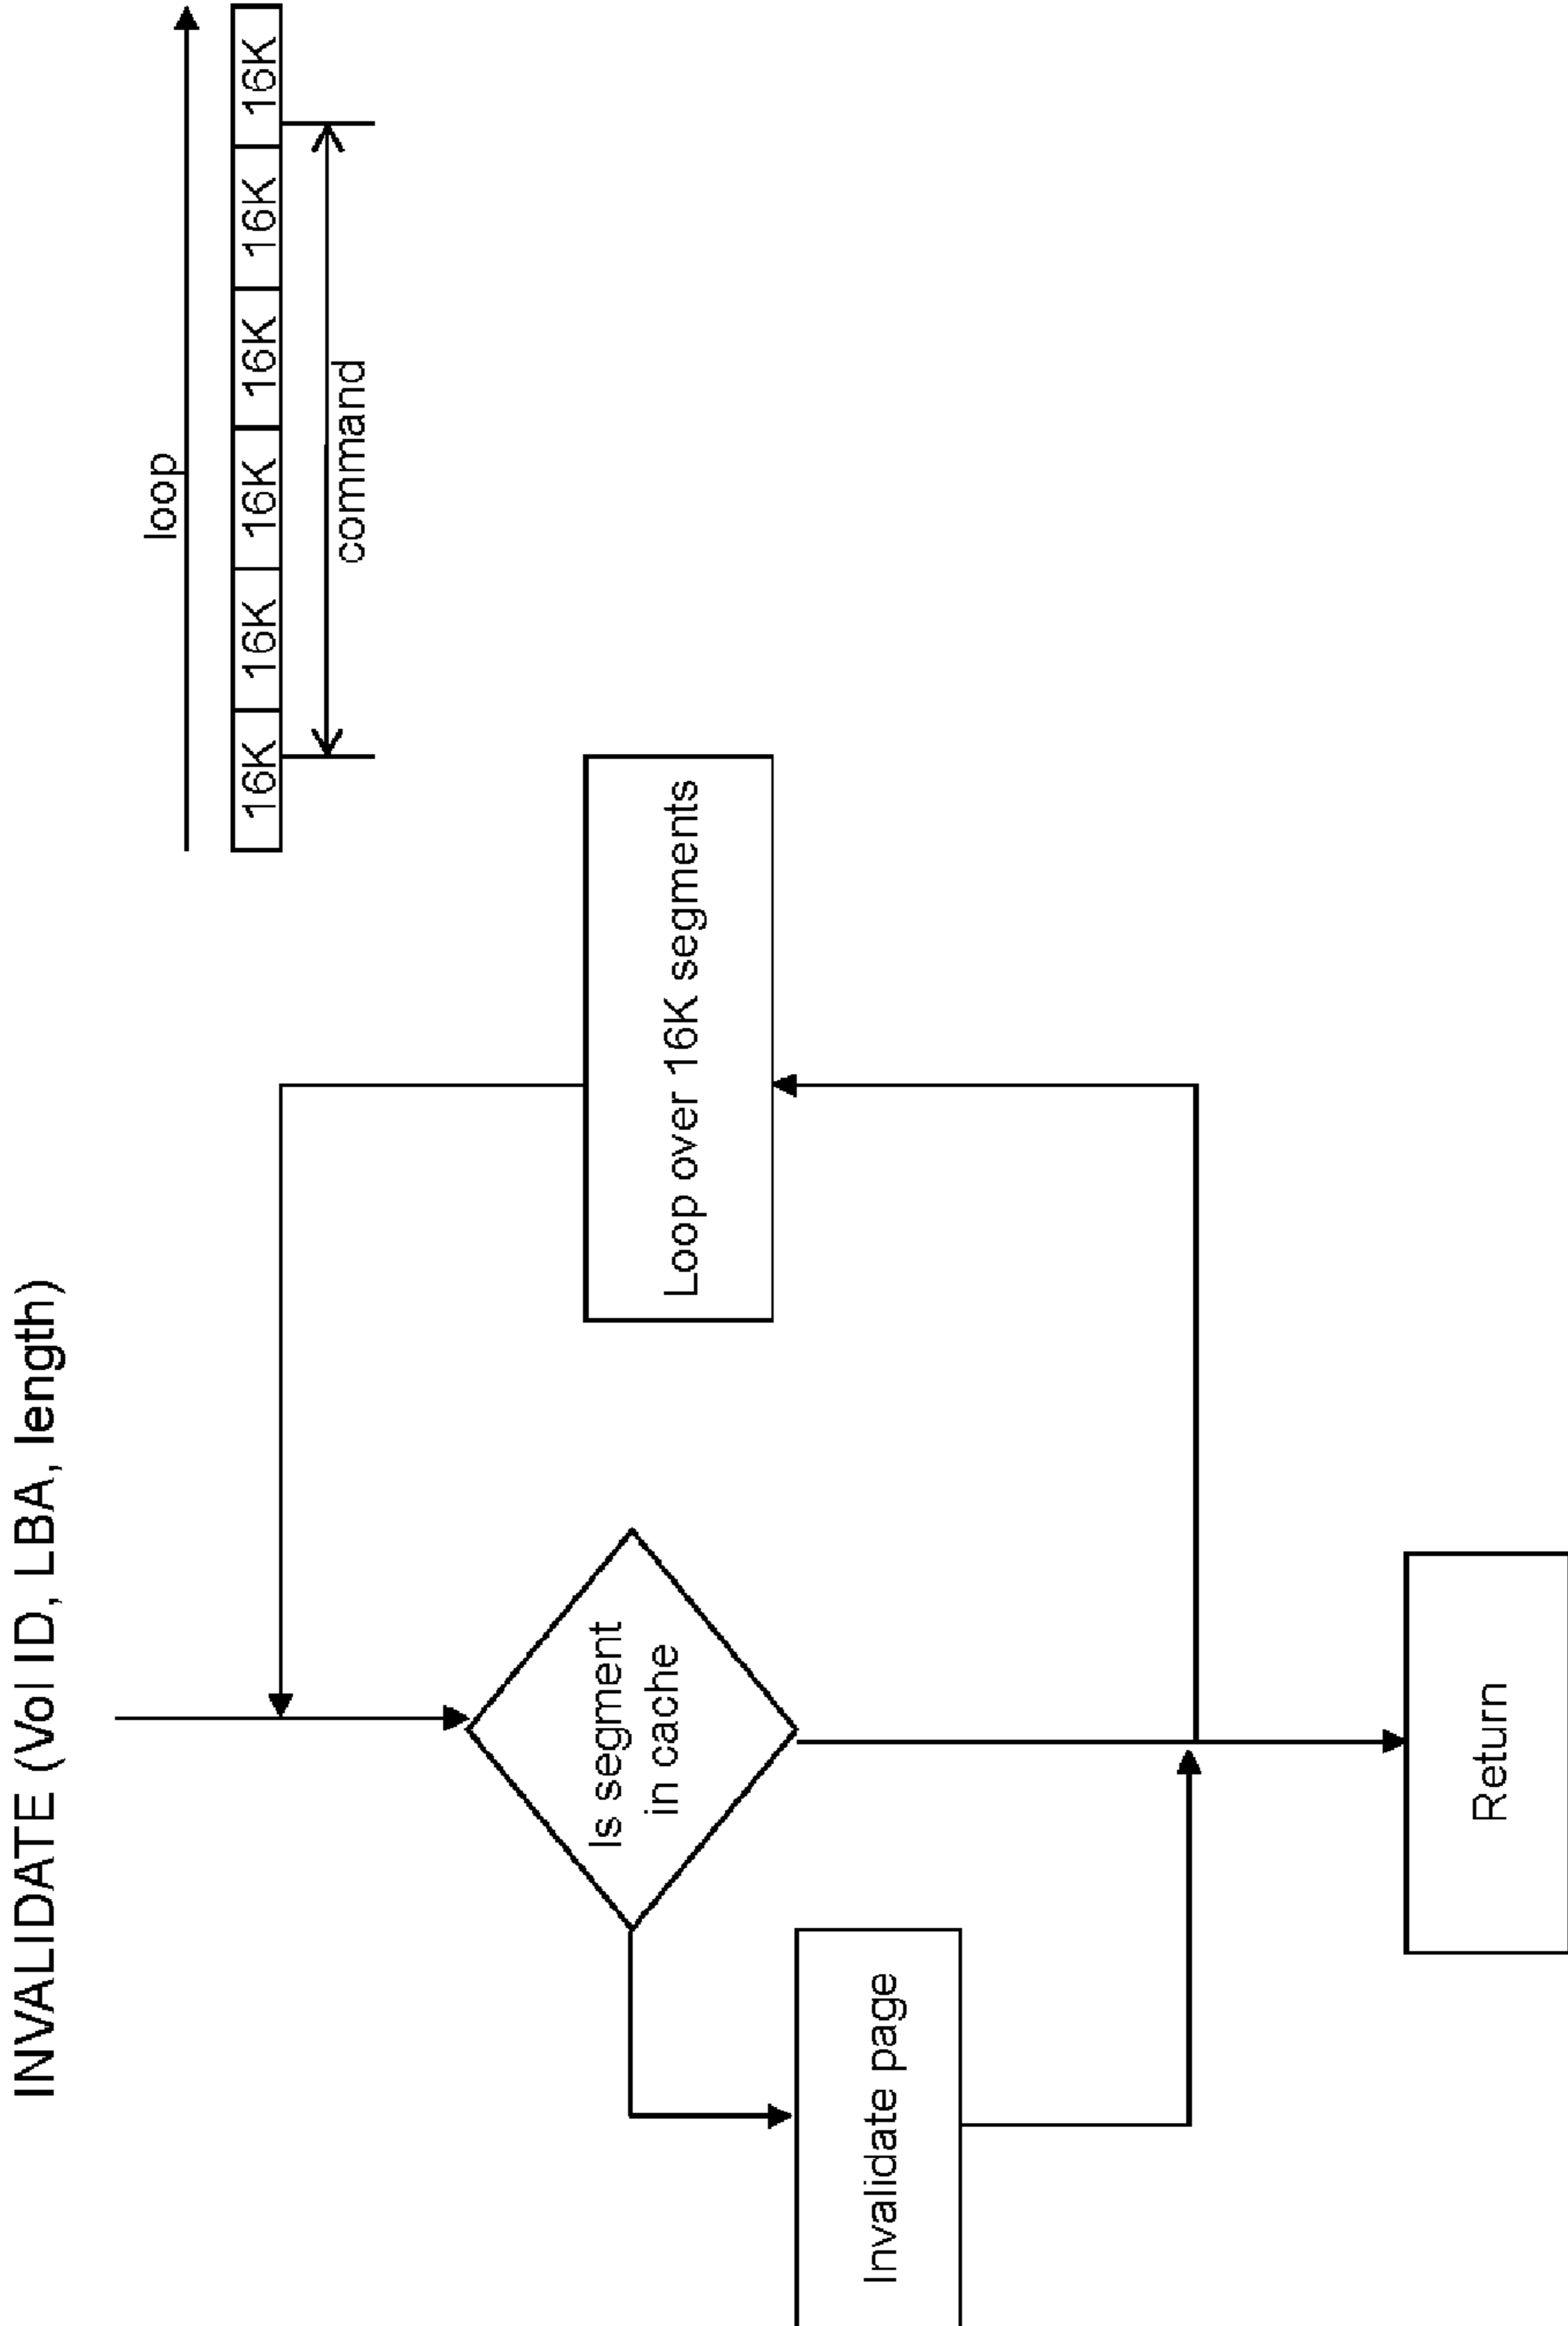 INVALIDATE (Vol ID, LBA, length)
loop
16K 16K 16K 16K 16K 16K
command
Is segment
in cache
Loop over 16K segments
Invalidate page
Return